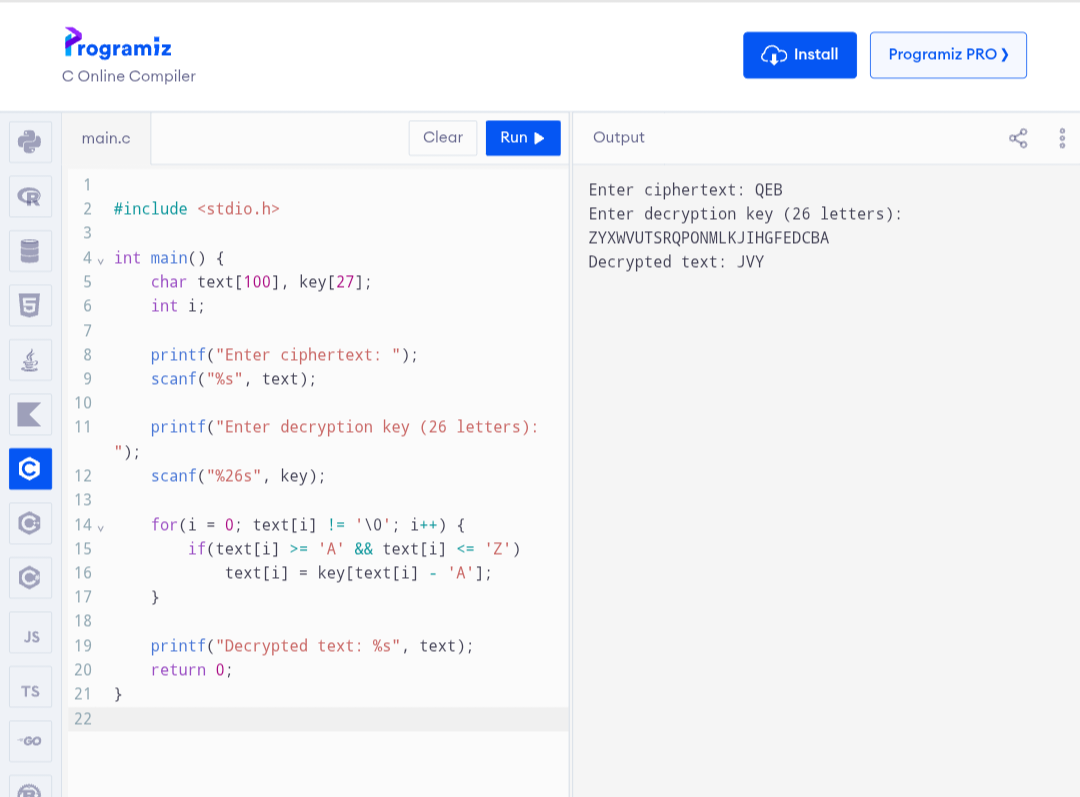 Programiz
C Online Compiler
Install
Programiz PRO ❯
main.c
Clear
Run
Output
1
2 #include <stdio.h>
3
4 int main() {
5 char text[100], key[27];
6 int i;
7
8 printf("Enter ciphertext: ");
9 scanf("%s", text);
10
11 printf("Enter decryption key (26 letters):
");
12 scanf("%26s", key);
13
14 for(i = 0; text[i] != '\0'; i++) {
15 if(text[i] >= 'A' && text[i] <= 'Z')
16 text[i] = key[text[i] - 'A'];
17 }
18
19 printf("Decrypted text: %s", text);
20 return 0;
21 }
22
Enter ciphertext: QEB
Enter decryption key (26 letters):
ZYXWVUTSRQPONMLKJIHGFEDCBA
Decrypted text: JVY
R
5
C
C
C
JS
TS
GO
R